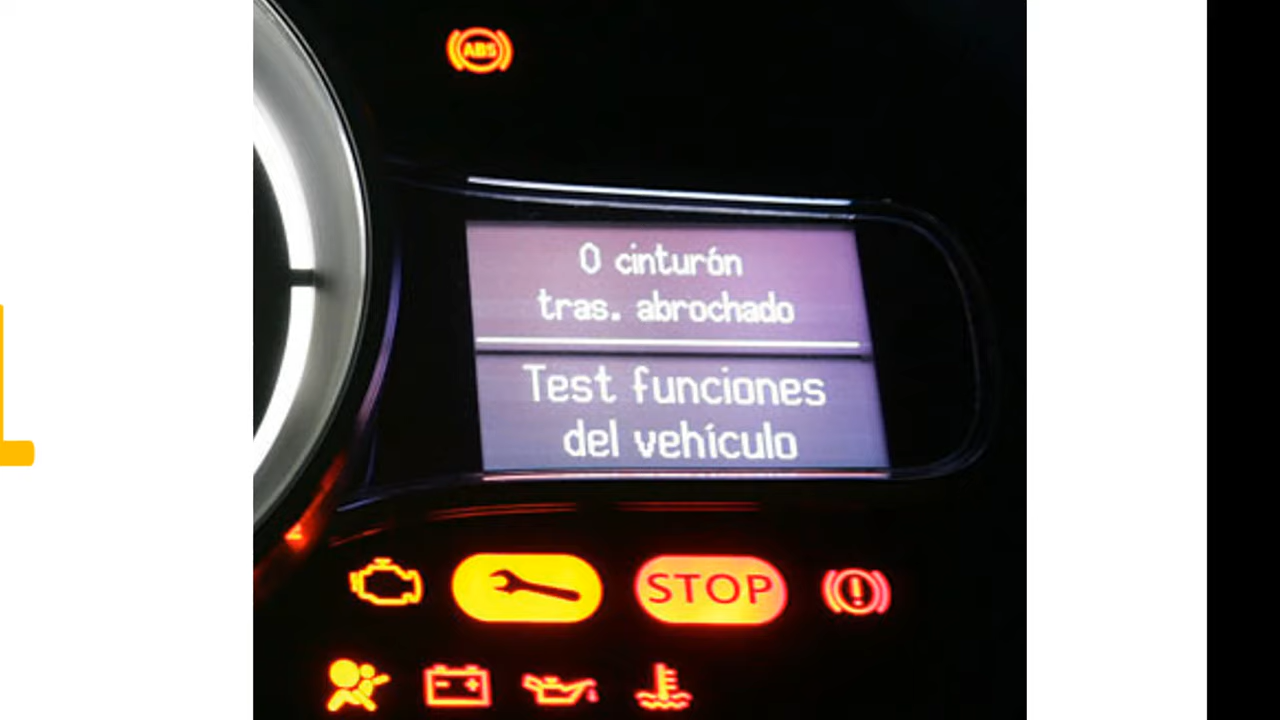 ABS
0 cinturón
tras. abrochado
Test funciones
del vehículo
STOP